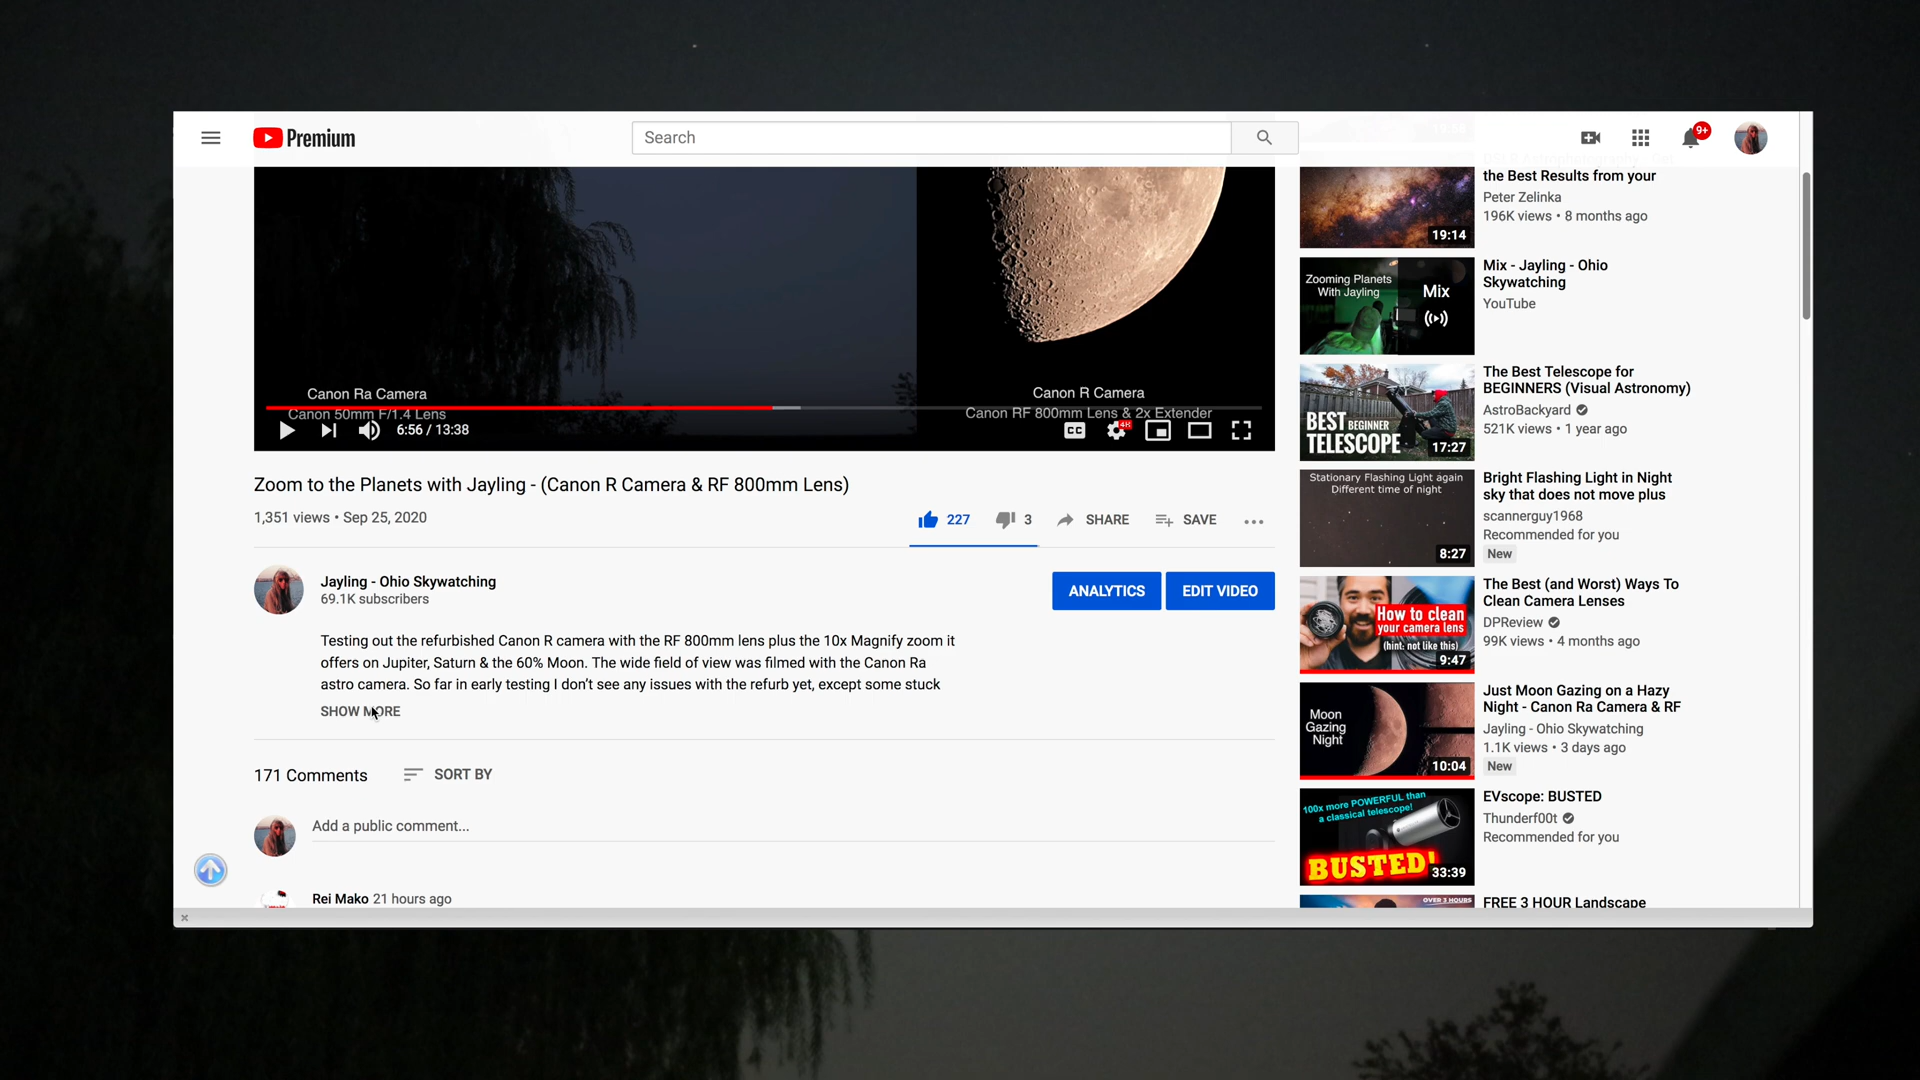 Premium
Search
9+
Canon Ra Camera
Canon 50mm F/1.4 Lens
Canon R Camera
Canon RF 800mm Lens & 2x Extender
6:56 / 13:38
CC
4K
Zoom to the Planets with Jayling - (Canon R Camera & RF 800mm Lens)
1,351 views • Sep 25, 2020
227
3
SHARE
SAVE
Jayling - Ohio Skywatching
69.1K subscribers
ANALYTICS
EDIT VIDEO
Testing out the refurbished Canon R camera with the RF 800mm lens plus the 10x Magnify zoom it
offers on Jupiter, Saturn & the 60% Moon. The wide field of view was filmed with the Canon Ra
astro camera. So far in early testing I don't see any issues with the refurb yet, except some stuck
SHOW MORE
171 Comments
SORT BY
Add a public comment...
Rei Mako 21 hours ago
the Best Results from your
Peter Zelinka
196K views • 8 months ago
19:14
Zooming Planets
With Jayling
Mix
Mix - Jayling - Ohio
Skywatching
YouTube
BEST BEGINNER
TELESCOPE
17:27
The Best Telescope for
BEGINNERS (Visual Astronomy)
AstroBackyard
521K views • 1 year ago
Stationary Flashing Light again
Different time of night
8:27
Bright Flashing Light in Night
sky that does not move plus
scannerguy1968
Recommended for you
New
How to clean
your camera lens
(hint: not like this)
9:47
The Best (and Worst) Ways To
Clean Camera Lenses
DPReview
99K views • 4 months ago
Moon
Gazing
Night
10:04
Just Moon Gazing on a Hazy
Night - Canon Ra Camera & RF
Jayling - Ohio Skywatching
1.1K views • 3 days ago
New
100x more POWERFUL than
a classical telescope!
BUSTED!
33:39
EVscope: BUSTED
Thunderf00t
Recommended for you
OVER 3 HOURS
FREE 3 HOUR Landscape